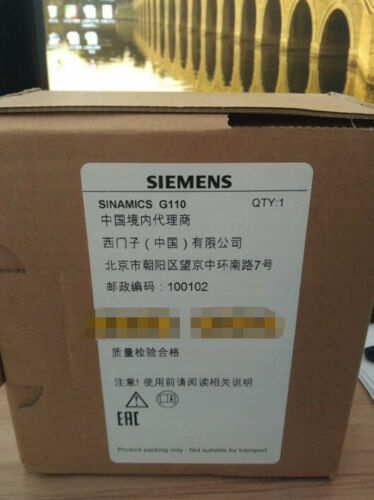 SIEMENS
SINAMICS G110 QTY:1
中国境内代理商
西门子（中国）有限公司
北京市朝阳区望京中环南路7号
邮政编码：100102
质量检验合格
注意! 使用前请阅读相关说明
EAC
Product packing only - Not suitable for transport